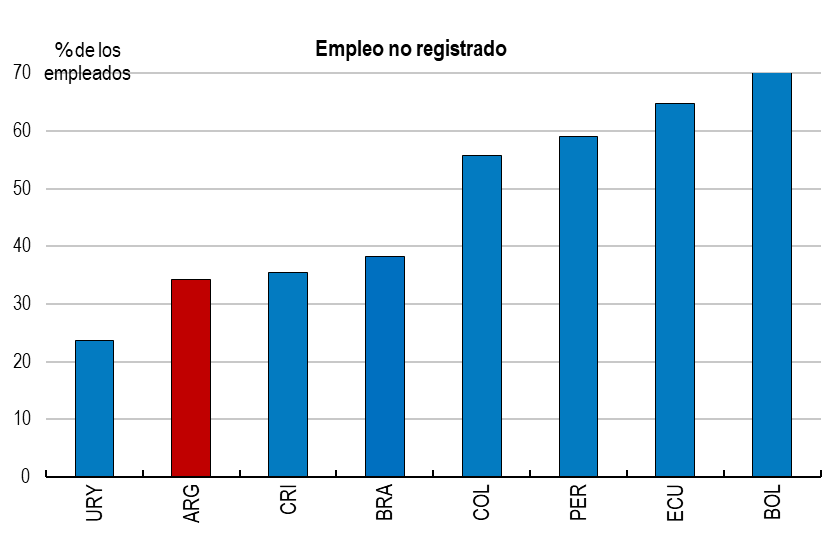 Empleo no registrado
% de los
empleados
70
60
50
40
30
20
10
0
URY
ARG
CRI
BRA
COL
PER
ECU
BOL